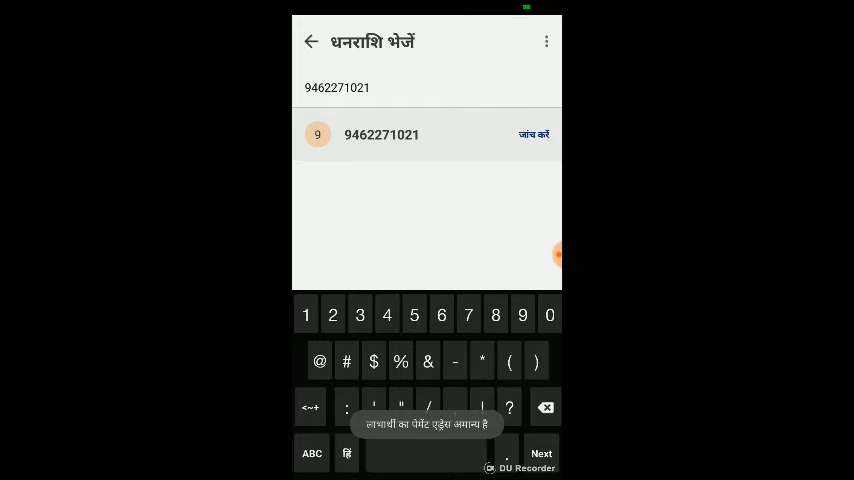 धनराशि भेजें
9462271021
9 9462271021 जांच करें
1 2 3 4 5 6 7 8 9 0
@ # $ % & - * ( )
<~+ : ' " / ! ?
लाभार्थी का पेमेंट एड्रेस अमान्य है
ABC हिं . Next
DU Recorder